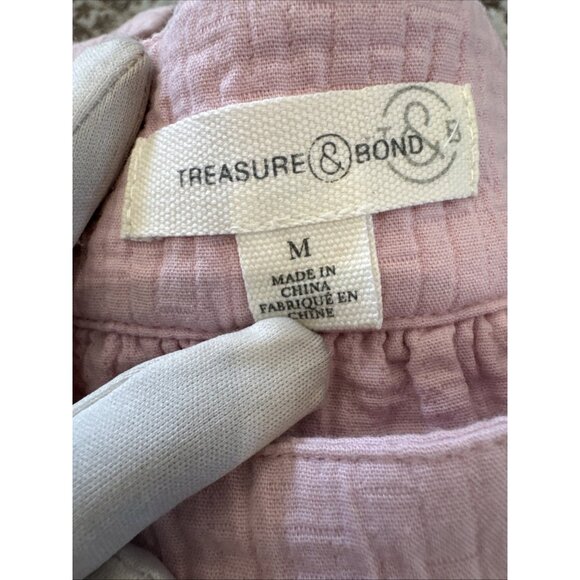 TREASURE & BOND
T & B
M
MADE IN
CHINA
FABRIQUÉ EN
CHINE